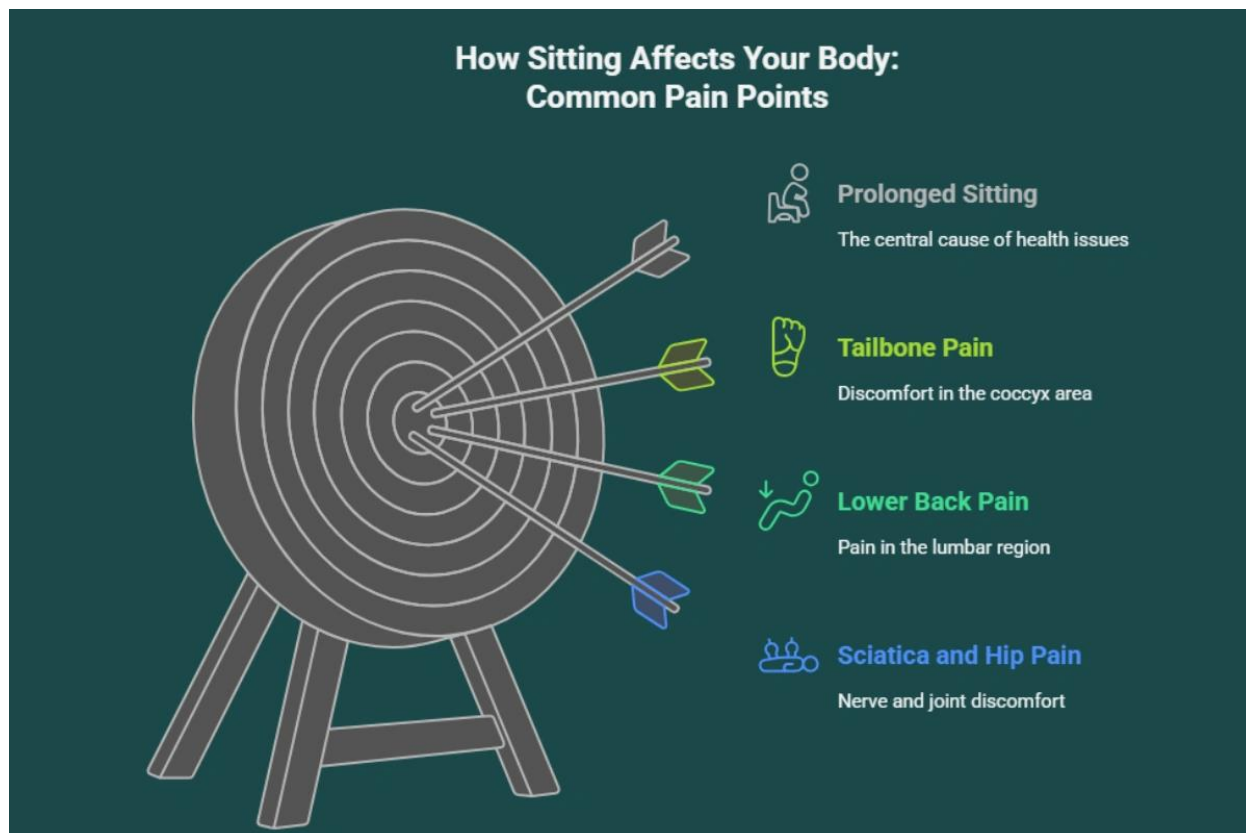 How Sitting Affects Your Body:
Common Pain Points
Prolonged Sitting
The central cause of health issues
Tailbone Pain
Discomfort in the coccyx area
Lower Back Pain
Pain in the lumbar region
Sciatica and Hip Pain
Nerve and joint discomfort